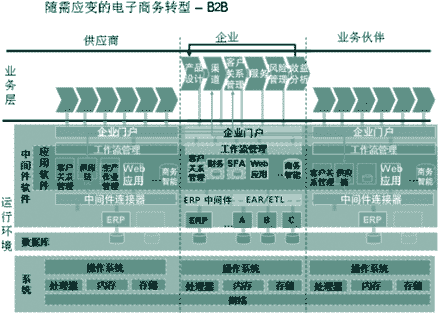 随需应变的电子商务转型 – B2B
供应商 企业 业务伙伴
业务层
产品设计 渠道 客户关系管理 服务 风险管理 效益分析
运行环境
中间件软件
应用软件
企业门户 企业门户 企业门户
工作流管理 工作流管理 工作流管理
客户关系管理 供应链 生产作业管理 Web应用 … 商务智能
客户关系管理 财务 SFA Web应用 … 商务智能
客户关系管理 供应链 Web应用 … 商务智能
中间件连接器 ERP 中间件 – EAR/ETL 中间件连接器
ERP ERP … A B C ERP
数据库
系统
操作系统 操作系统 操作系统
处理器 内存 存储 处理器 内存 存储 处理器 内存 存储
网络